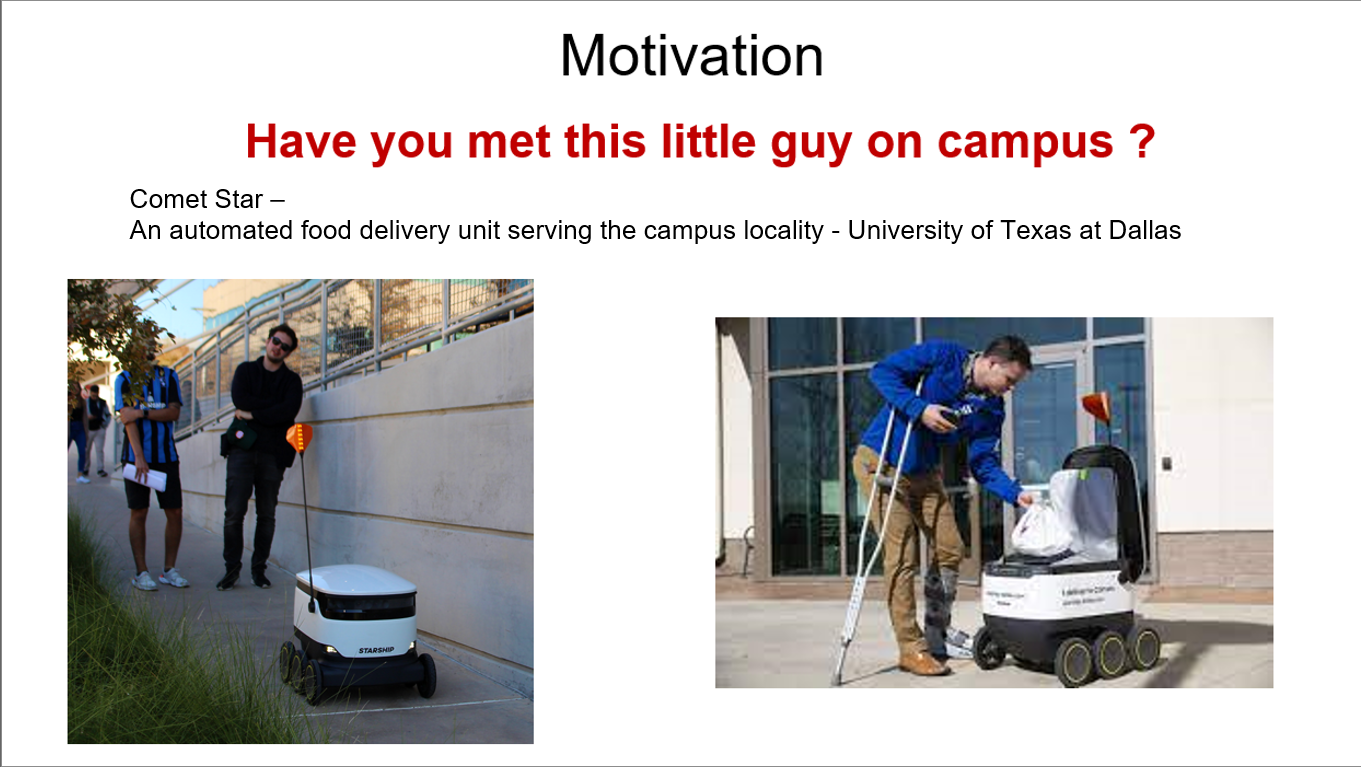 Motivation
Have you met this little guy on campus ?
Comet Star –
An automated food delivery unit serving the campus locality - University of Texas at Dallas
STARSHIP